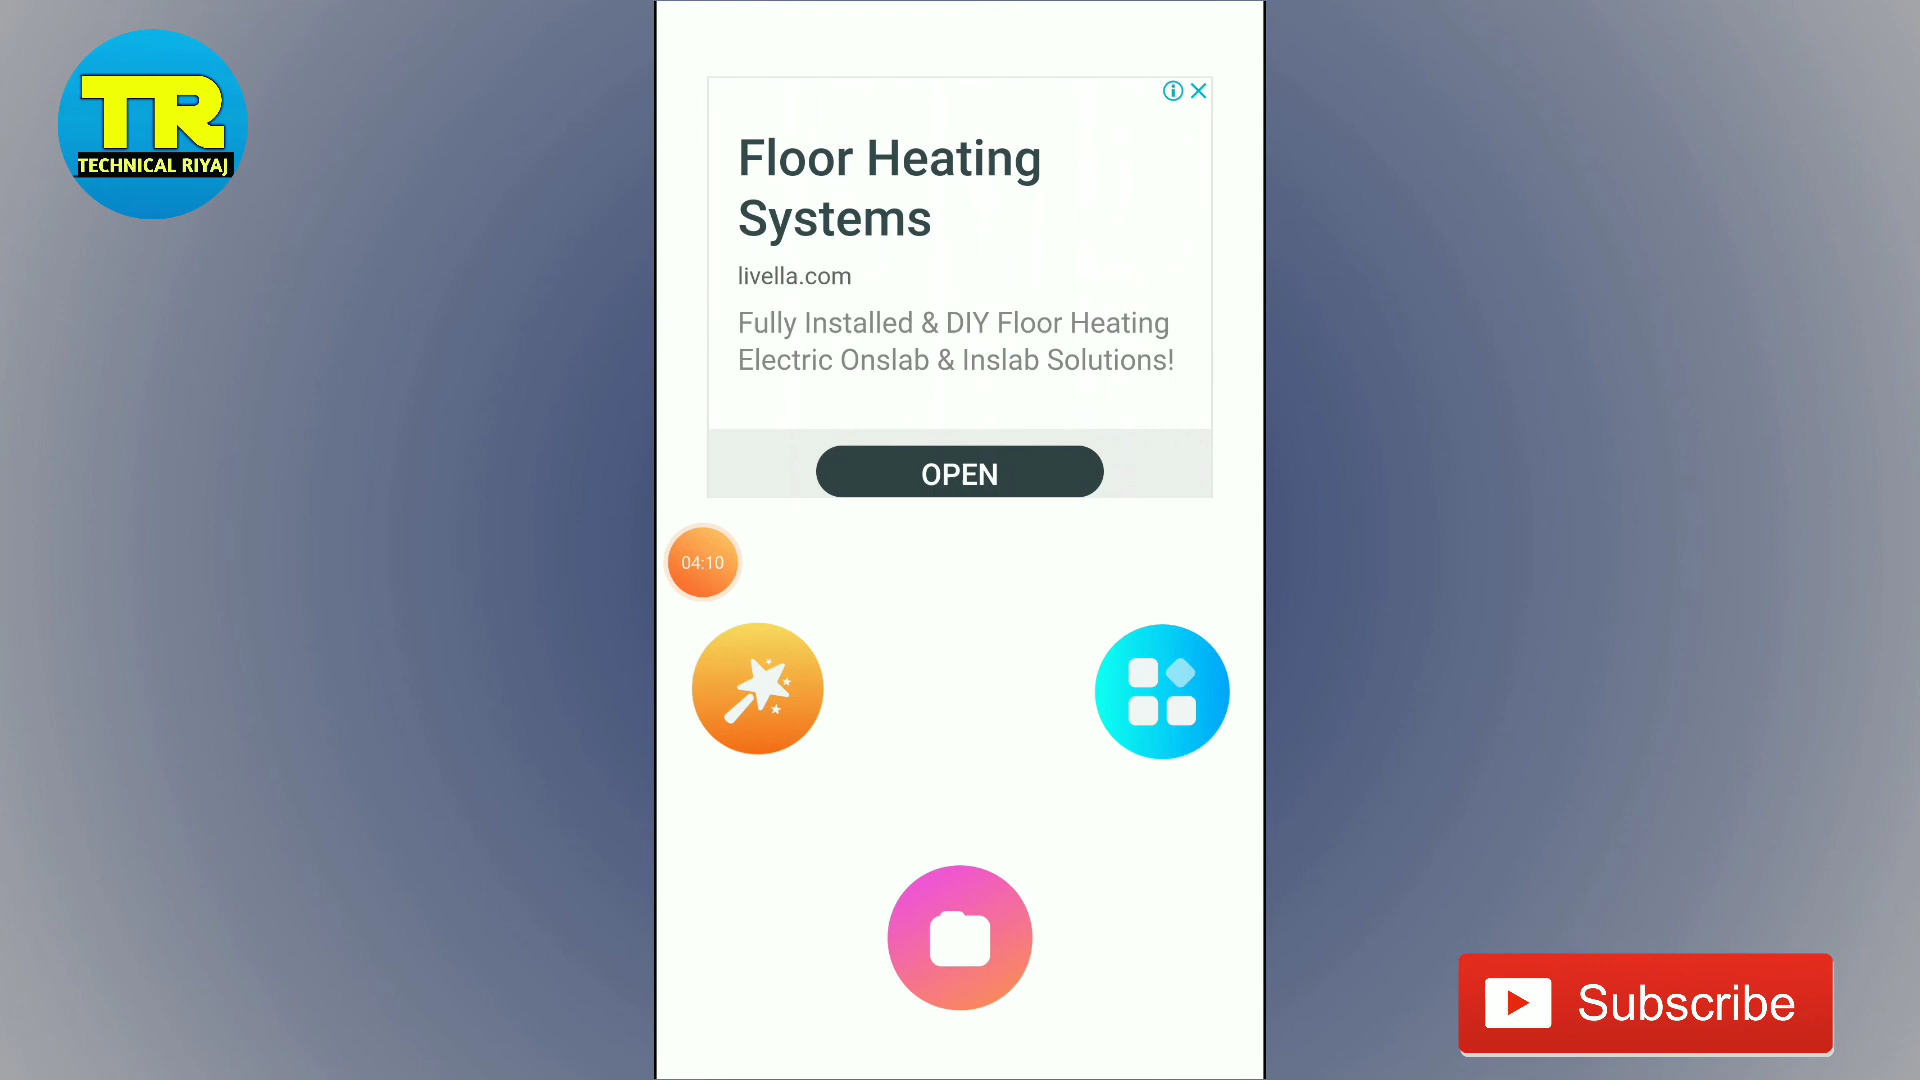 TR
TECHNICAL RIYAJ
Floor Heating
Systems
livella.com
Fully Installed & DIY Floor Heating
Electric Onslab & Inslab Solutions!
OPEN
04:10
Subscribe